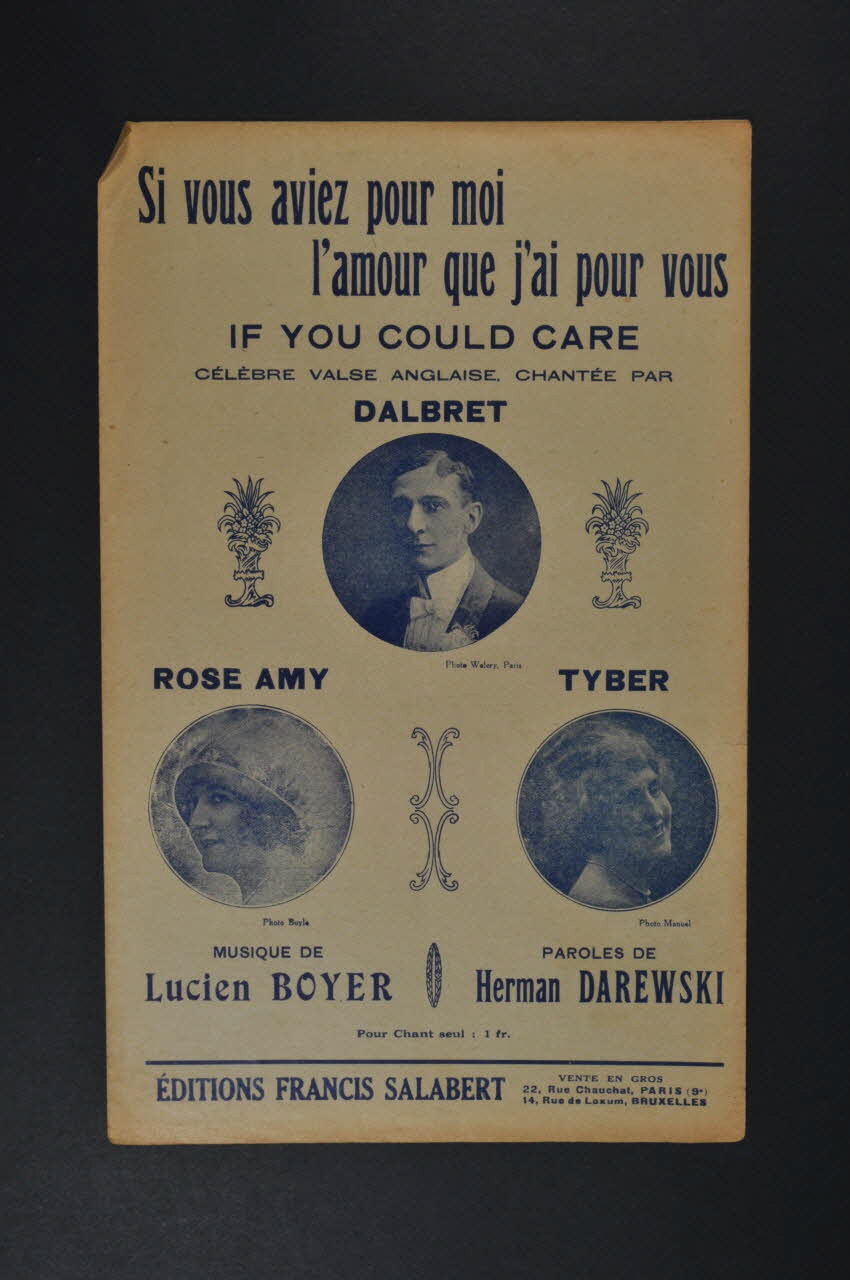 Si vous aviez pour moi
l'amour que j'ai pour vous
IF YOU COULD CARE
CÉLÈBRE VALSE ANGLAISE, CHANTÉE PAR
DALBRET
Photo Walery, Paris
ROSE AMY
TYBER
Photo Boyle
Photo Manuel
MUSIQUE DE
Lucien BOYER
PAROLES DE
Herman DAREWSKI
Pour Chant seul : 1 fr.
ÉDITIONS FRANCIS SALABERT
VENTE EN GROS
22, Rue Chauchat, PARIS (9e)
14, Rue de Loxum, BRUXELLES